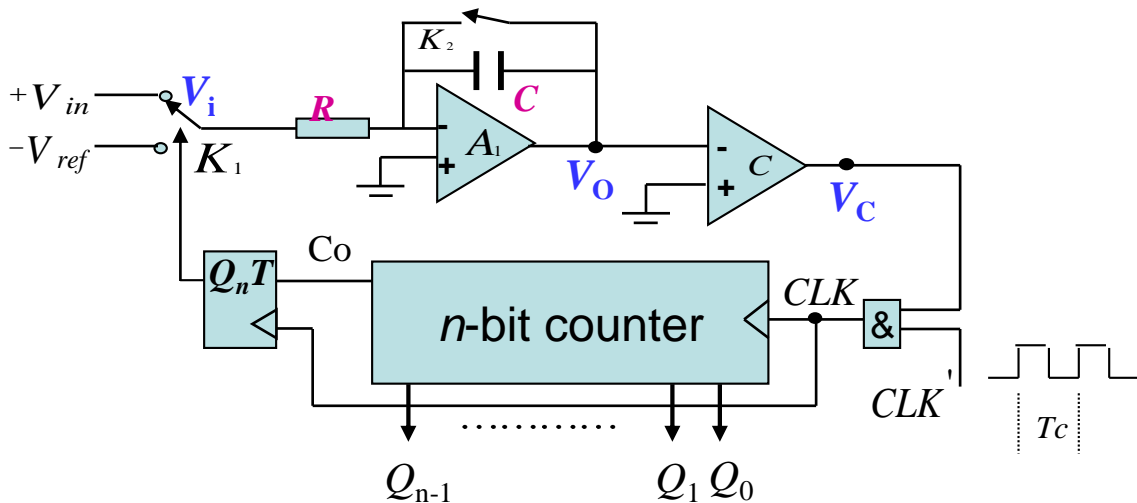 K₂
+Vin
Vi
R
C
-
A₁
+
-
C
+
−Vref
K₁
VO
VC
QnT
Co
n-bit counter
CLK
&
CLK'
Tc
Qn-1
Q1
Q0